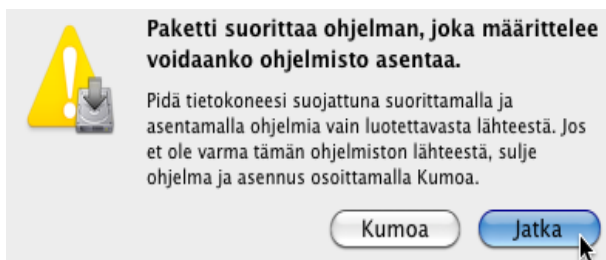 Paketti suorittaa ohjelman, joka määrittelee
voidaanko ohjelmisto asentaa.
Pidä tietokoneesi suojattuna suorittamalla ja
asentamalla ohjelmia vain luotettavasta lähteestä. Jos
et ole varma tämän ohjelmiston lähteestä, sulje
ohjelma ja asennus osoittamalla Kumoa.
Kumoa Jatka